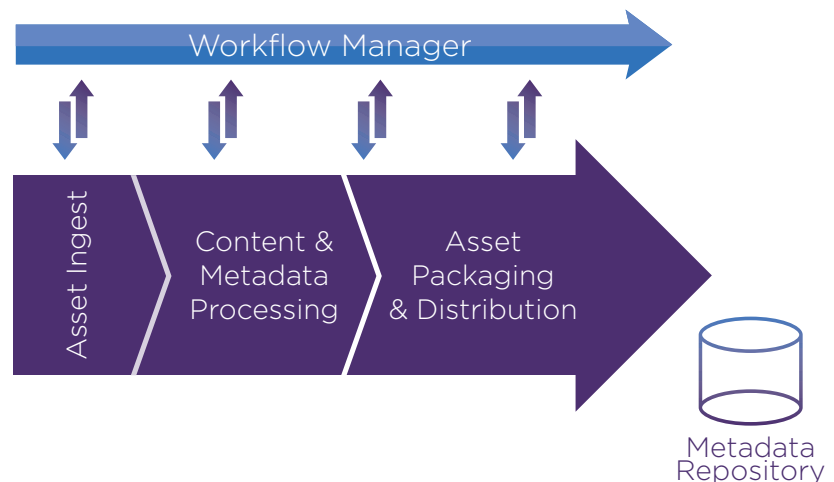 Workflow Manager
Asset Ingest
Content &
Metadata
Processing
Asset
Packaging
& Distribution
Metadata
Repository